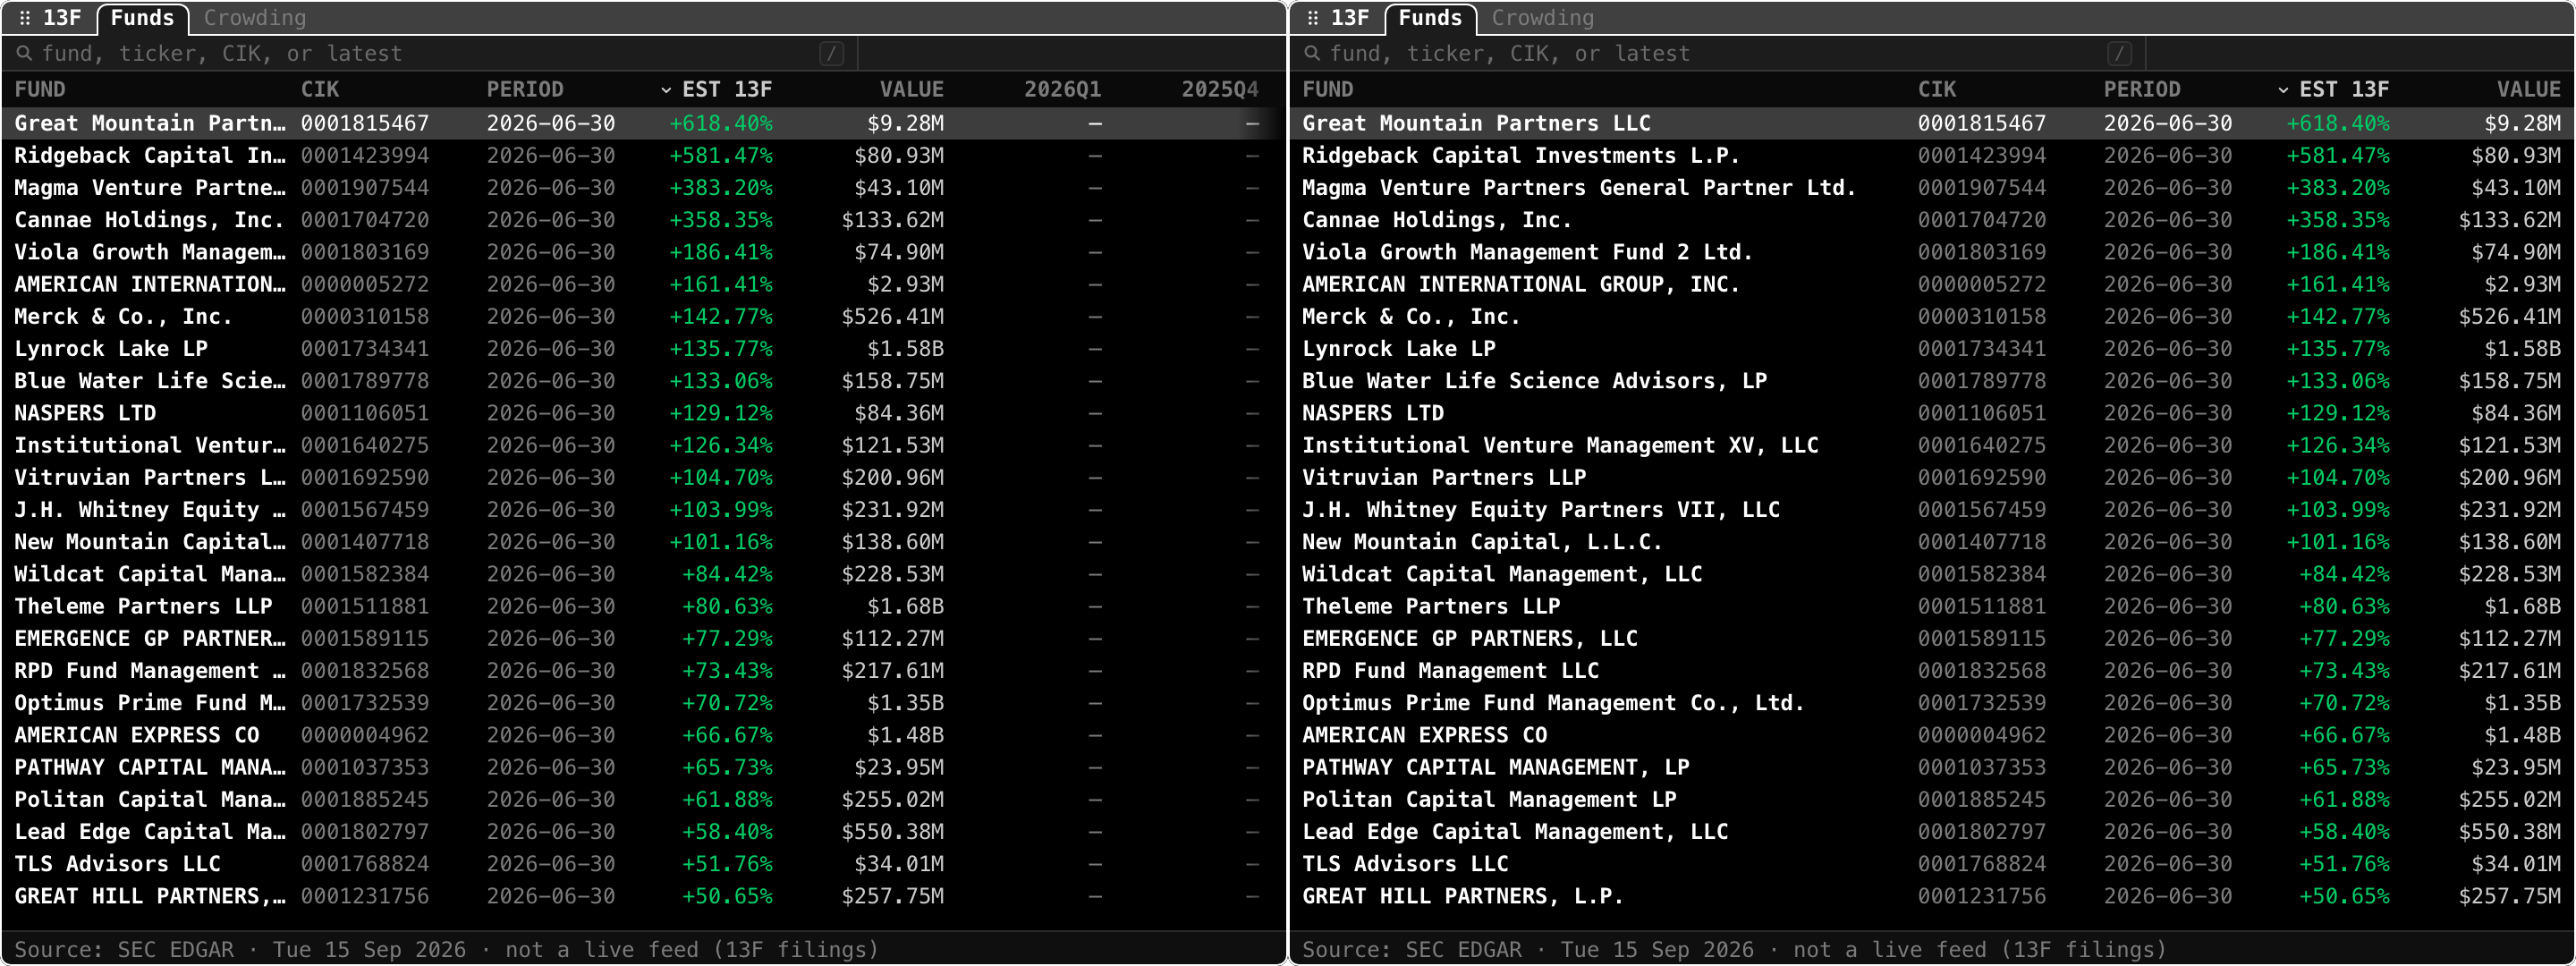 13F Funds Crowding
fund, ticker, CIK, or latest /
FUND CIK PERIOD EST 13F VALUE 2026Q1 2025Q4
Great Mountain Partn… 0001815467 2026-06-30 +618.40% $9.28M — —
Ridgeback Capital In… 0001423994 2026-06-30 +581.47% $80.93M — —
Magma Venture Partne… 0001907544 2026-06-30 +383.20% $43.10M — —
Cannae Holdings, Inc. 0001704720 2026-06-30 +358.35% $133.62M — —
Viola Growth Managem… 0001803169 2026-06-30 +186.41% $74.90M — —
AMERICAN INTERNATION… 0000005272 2026-06-30 +161.41% $2.93M — —
Merck & Co., Inc. 0000310158 2026-06-30 +142.77% $526.41M — —
Lynrock Lake LP 0001734341 2026-06-30 +135.77% $1.58B — —
Blue Water Life Scie… 0001789778 2026-06-30 +133.06% $158.75M — —
NASPERS LTD 0001106051 2026-06-30 +129.12% $84.36M — —
Institutional Ventur… 0001640275 2026-06-30 +126.34% $121.53M — —
Vitruvian Partners L… 0001692590 2026-06-30 +104.70% $200.96M — —
J.H. Whitney Equity … 0001567459 2026-06-30 +103.99% $231.92M — —
New Mountain Capital… 0001407718 2026-06-30 +101.16% $138.60M — —
Wildcat Capital Mana… 0001582384 2026-06-30 +84.42% $228.53M — —
Theleme Partners LLP 0001511881 2026-06-30 +80.63% $1.68B — —
EMERGENCE GP PARTNER… 0001589115 2026-06-30 +77.29% $112.27M — —
RPD Fund Management … 0001832568 2026-06-30 +73.43% $217.61M — —
Optimus Prime Fund M… 0001732539 2026-06-30 +70.72% $1.35B — —
AMERICAN EXPRESS CO 0000004962 2026-06-30 +66.67% $1.48B — —
PATHWAY CAPITAL MANA… 0001037353 2026-06-30 +65.73% $23.95M — —
Politan Capital Mana… 0001885245 2026-06-30 +61.88% $255.02M — —
Lead Edge Capital Ma… 0001802797 2026-06-30 +58.40% $550.38M — —
TLS Advisors LLC 0001768824 2026-06-30 +51.76% $34.01M — —
GREAT HILL PARTNERS,… 0001231756 2026-06-30 +50.65% $257.75M — —
Source: SEC EDGAR · Tue 15 Sep 2026 · not a live feed (13F filings)
13F Funds Crowding
fund, ticker, CIK, or latest /
FUND CIK PERIOD EST 13F VALUE
Great Mountain Partners LLC 0001815467 2026-06-30 +618.40% $9.28M
Ridgeback Capital Investments L.P. 0001423994 2026-06-30 +581.47% $80.93M
Magma Venture Partners General Partner Ltd. 0001907544 2026-06-30 +383.20% $43.10M
Cannae Holdings, Inc. 0001704720 2026-06-30 +358.35% $133.62M
Viola Growth Management Fund 2 Ltd. 0001803169 2026-06-30 +186.41% $74.90M
AMERICAN INTERNATIONAL GROUP, INC. 0000005272 2026-06-30 +161.41% $2.93M
Merck & Co., Inc. 0000310158 2026-06-30 +142.77% $526.41M
Lynrock Lake LP 0001734341 2026-06-30 +135.77% $1.58B
Blue Water Life Science Advisors, LP 0001789778 2026-06-30 +133.06% $158.75M
NASPERS LTD 0001106051 2026-06-30 +129.12% $84.36M
Institutional Venture Management XV, LLC 0001640275 2026-06-30 +126.34% $121.53M
Vitruvian Partners LLP 0001692590 2026-06-30 +104.70% $200.96M
J.H. Whitney Equity Partners VII, LLC 0001567459 2026-06-30 +103.99% $231.92M
New Mountain Capital, L.L.C. 0001407718 2026-06-30 +101.16% $138.60M
Wildcat Capital Management, LLC 0001582384 2026-06-30 +84.42% $228.53M
Theleme Partners LLP 0001511881 2026-06-30 +80.63% $1.68B
EMERGENCE GP PARTNERS, LLC 0001589115 2026-06-30 +77.29% $112.27M
RPD Fund Management LLC 0001832568 2026-06-30 +73.43% $217.61M
Optimus Prime Fund Management Co., Ltd. 0001732539 2026-06-30 +70.72% $1.35B
AMERICAN EXPRESS CO 0000004962 2026-06-30 +66.67% $1.48B
PATHWAY CAPITAL MANAGEMENT, LP 0001037353 2026-06-30 +65.73% $23.95M
Politan Capital Management LP 0001885245 2026-06-30 +61.88% $255.02M
Lead Edge Capital Management, LLC 0001802797 2026-06-30 +58.40% $550.38M
TLS Advisors LLC 0001768824 2026-06-30 +51.76% $34.01M
GREAT HILL PARTNERS, L.P. 0001231756 2026-06-30 +50.65% $257.75M
Source: SEC EDGAR · Tue 15 Sep 2026 · not a live feed (13F filings)